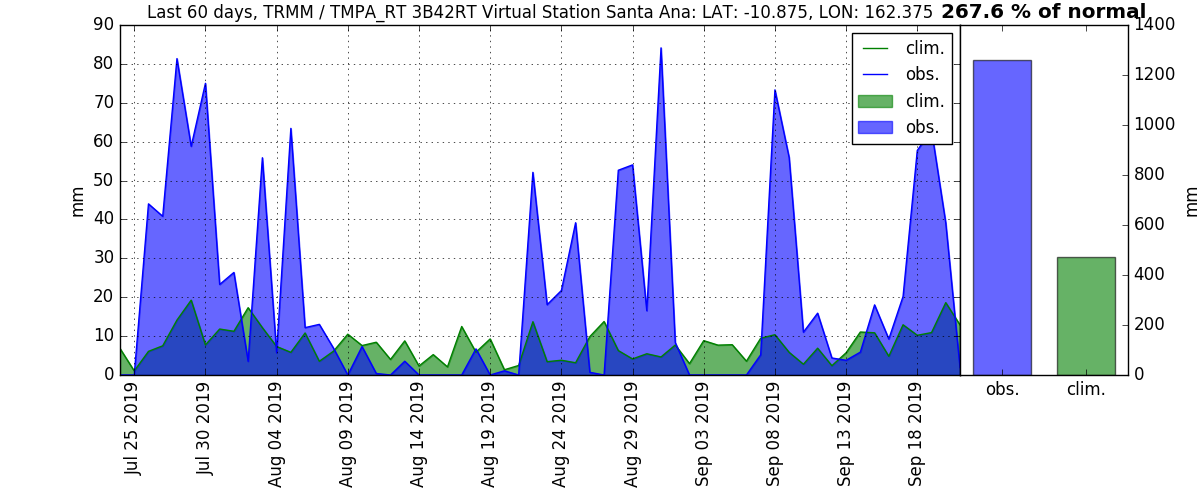 Last 60 days, TRMM / TMPA_RT 3B42RT Virtual Station Santa Ana: LAT: -10.875, LON: 162.375 267.6 % of normal
90
80
70
60
50
40
30
20
10
0
mm
clim.
obs.
clim.
obs.
Jul 25 2019
Jul 30 2019
Aug 04 2019
Aug 09 2019
Aug 14 2019
Aug 19 2019
Aug 24 2019
Aug 29 2019
Sep 03 2019
Sep 08 2019
Sep 13 2019
Sep 18 2019
1400
1200
1000
800
600
400
200
0
mm
obs. clim.